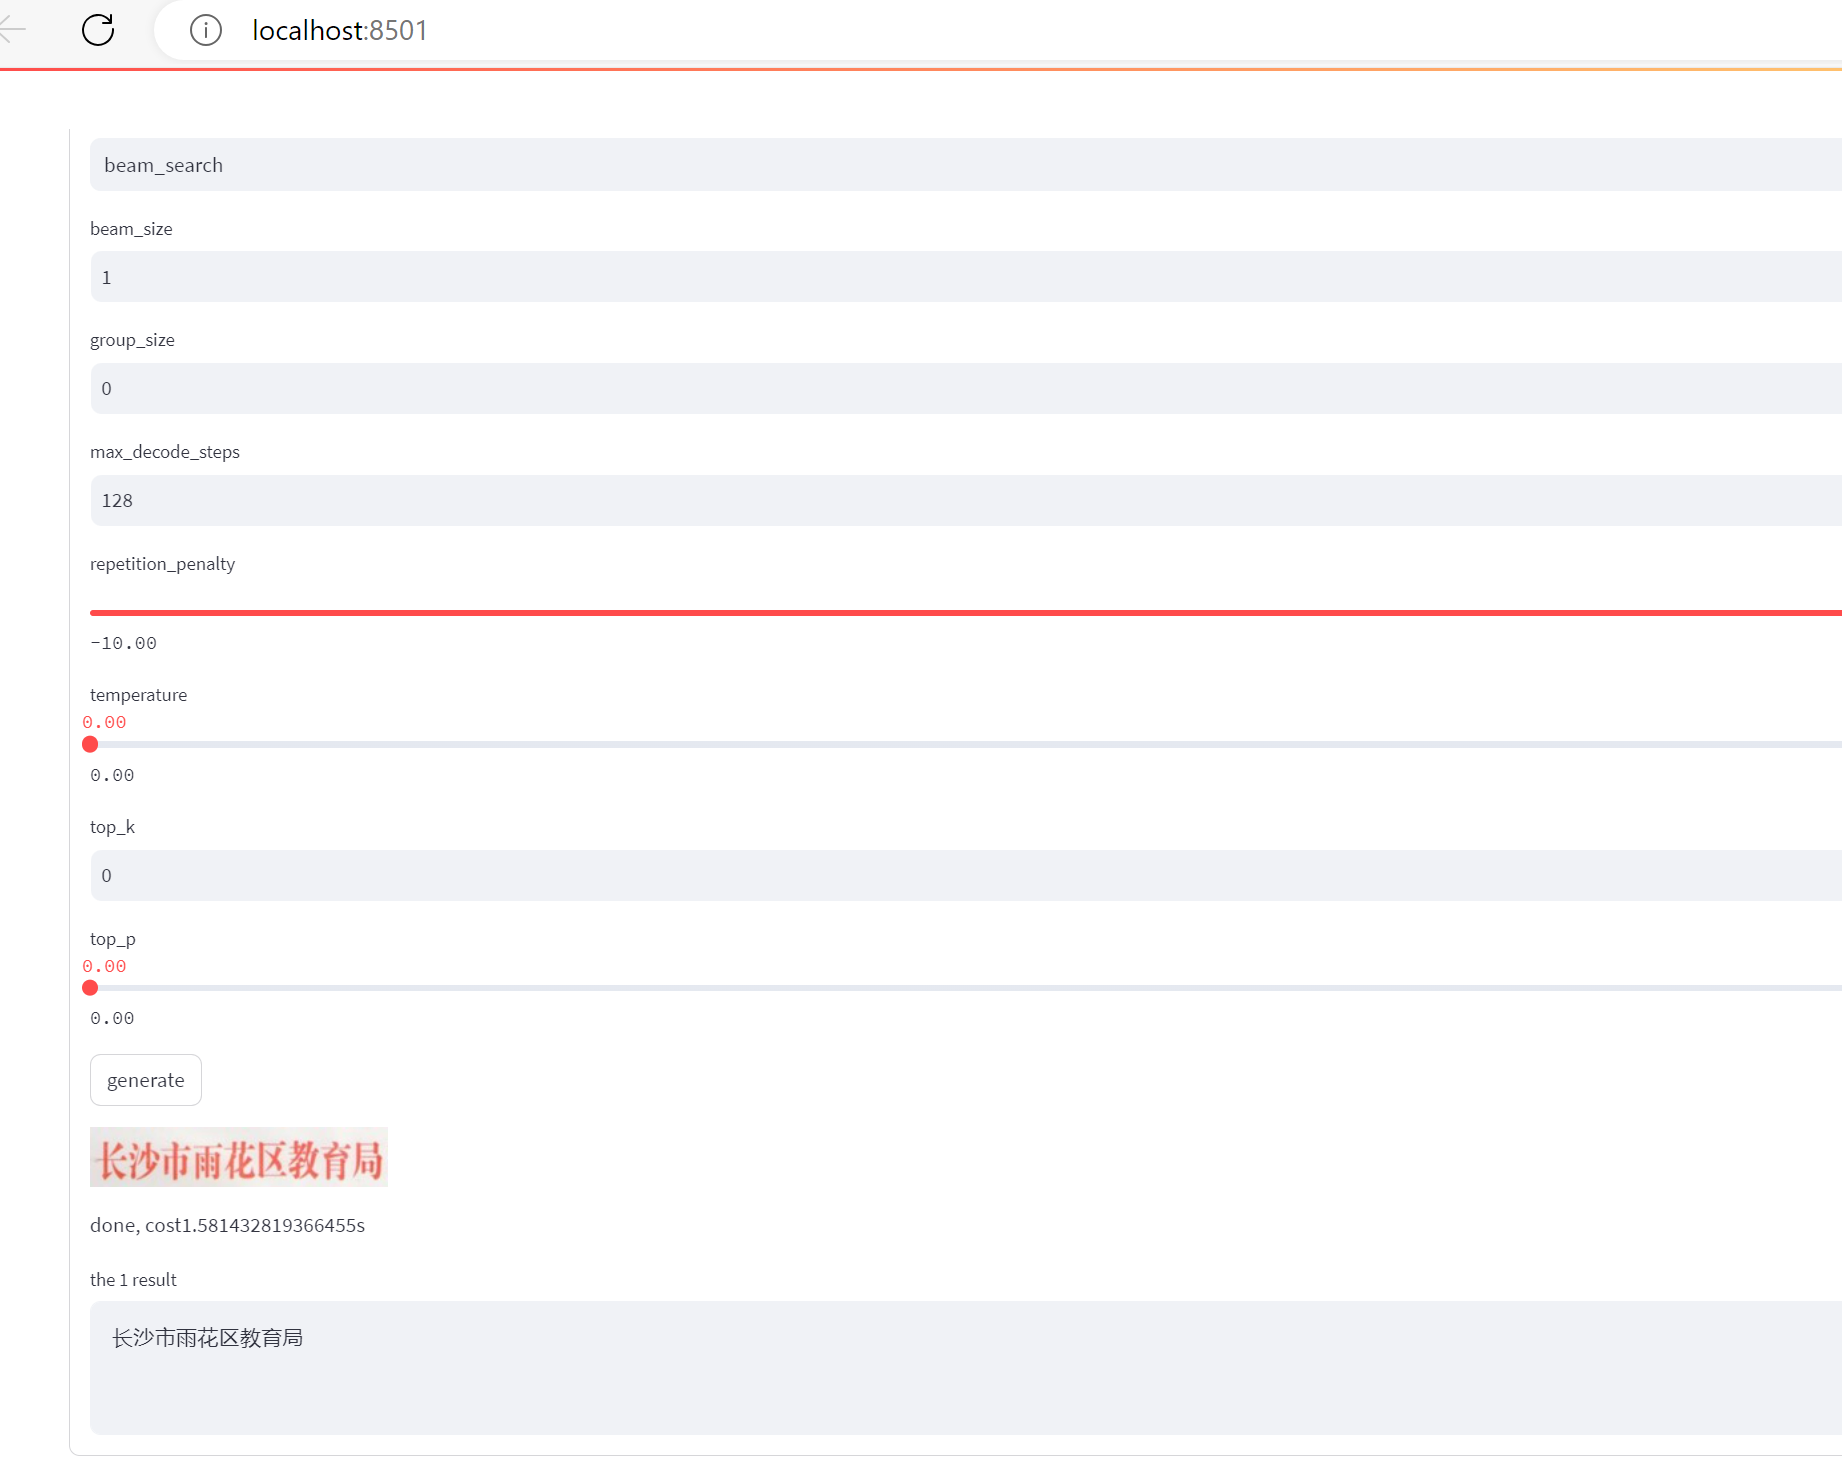 localhost:8501
beam_search
beam_size
1
group_size
0
max_decode_steps
128
repetition_penalty
-10.00
temperature
0.00
0.00
top_k
0
top_p
0.00
0.00
generate
长沙市雨花区教育局
done, cost1.581432819366455s
the 1 result
长沙市雨花区教育局